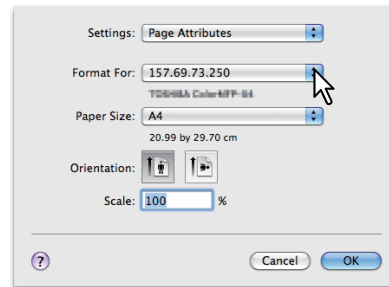 Settings: Page Attributes
Format For: 157.69.73.250
Paper Size: A4
20.99 by 29.70 cm
Orientation:
Scale: 100 %
? Cancel OK